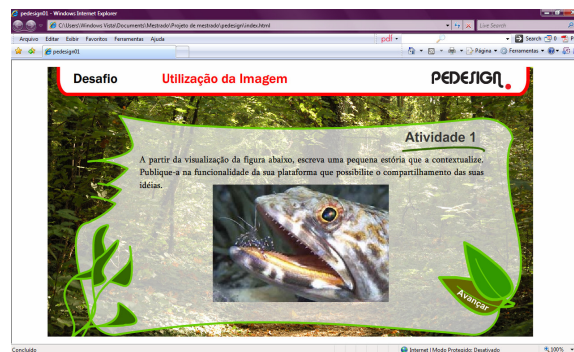 pedesign01 - Windows Internet Explorer
C:\Users\Windows Vista\Documents\Mestrado\Projeto de mestrado\pedesign\index.html
Live Search
Arquivo Editar Exibir Favoritos Ferramentas Ajuda
pdf
Search
pedesign01
Página
Ferramentas
Desafio
Utilização da Imagem
PEDESIGN
Atividade 1
A partir da visualização da figura abaixo, escreva uma pequena estória que a contextualize.
Publique-a na funcionalidade da sua plataforma que possibilite o compartilhamento das suas
idéias.
Avançar
Concluído
Internet | Modo Protegido: Desativado
100%